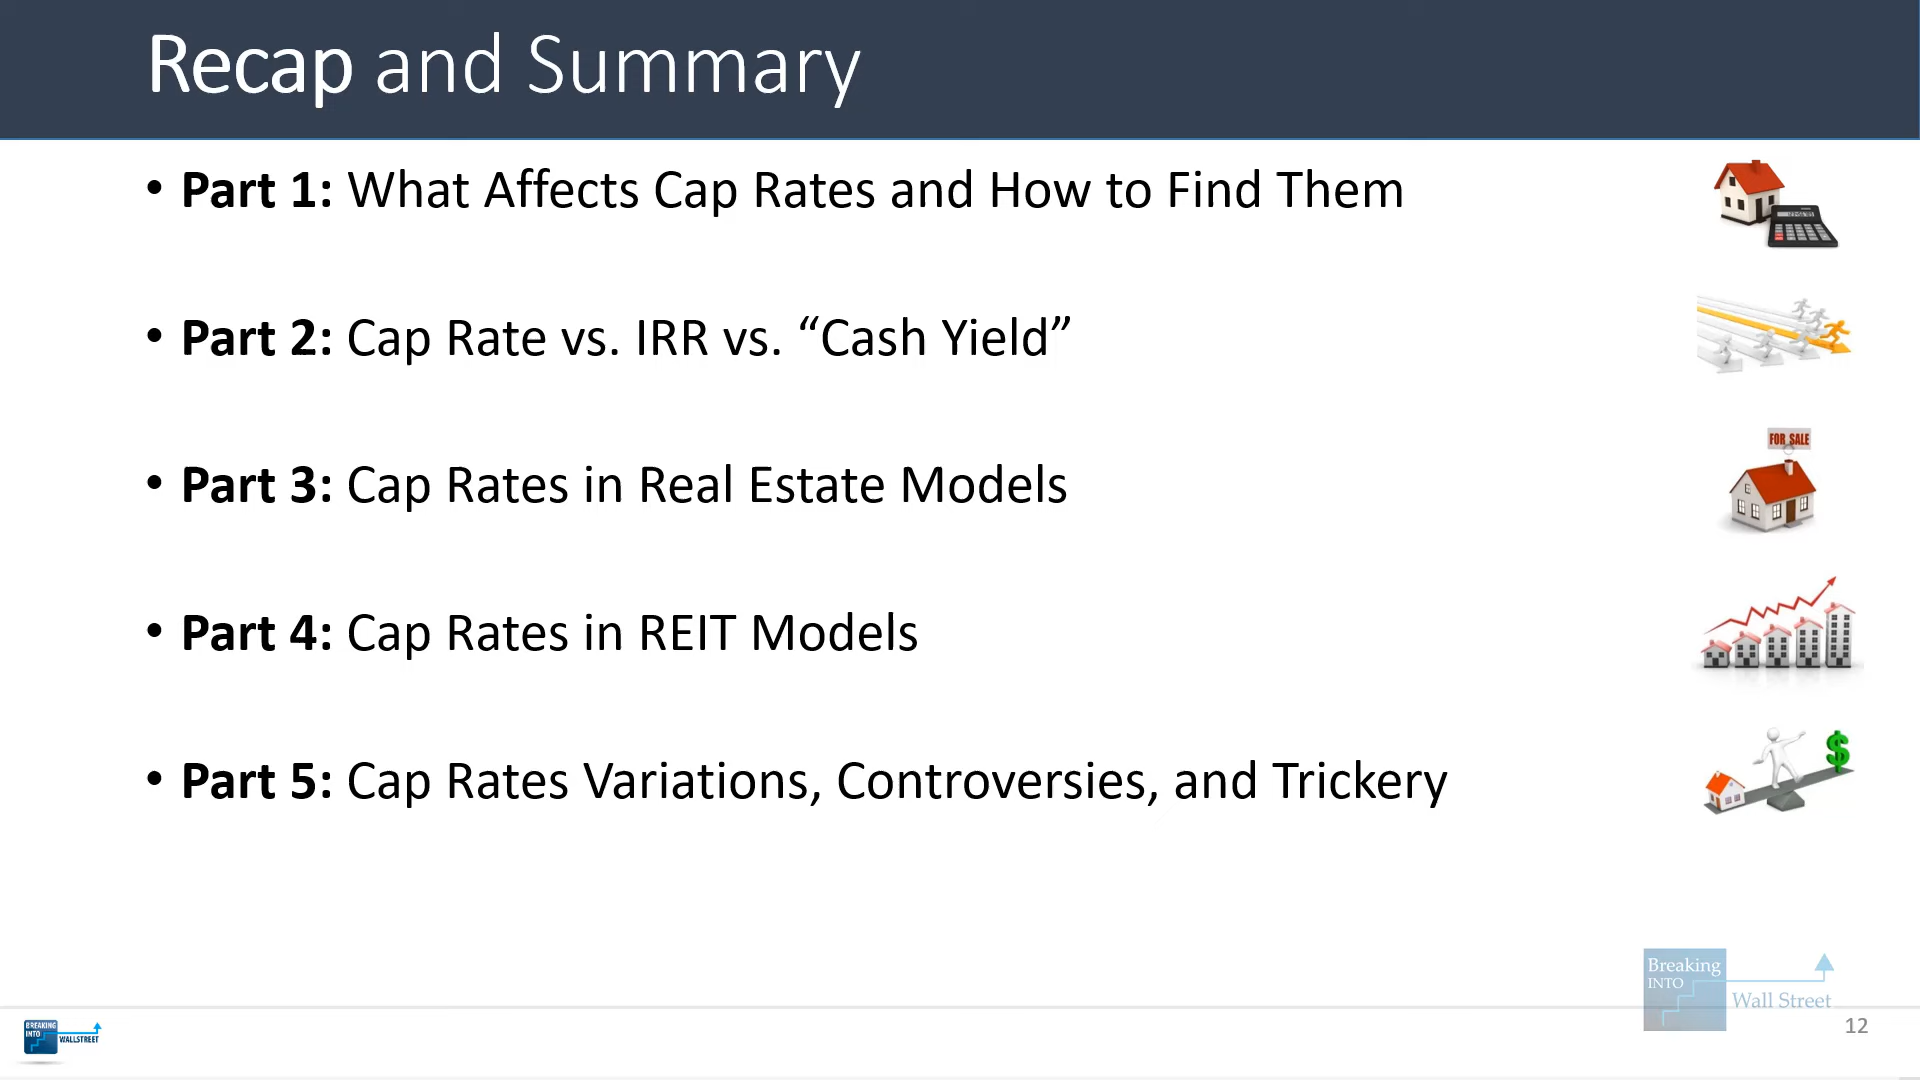 Recap and Summary
• Part 1: What Affects Cap Rates and How to Find Them
• Part 2: Cap Rate vs. IRR vs. “Cash Yield”
FOR SALE
• Part 3: Cap Rates in Real Estate Models
• Part 4: Cap Rates in REIT Models
• Part 5: Cap Rates Variations, Controversies, and Trickery
$
Breaking
INTO
Wall Street
BREAKING
INTO
WALLSTREET
12